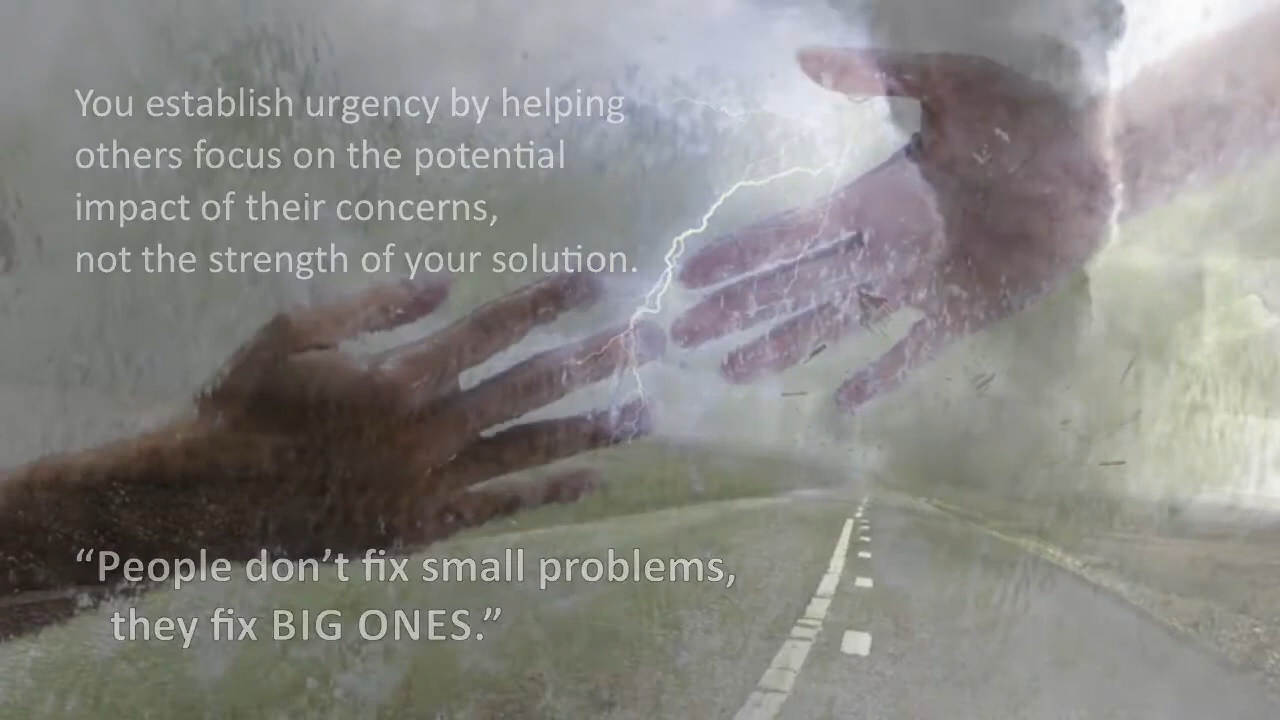 You establish urgency by helping
others focus on the potential
impact of their concerns,
not the strength of your solution.
“People don’t fix small problems,
they fix BIG ONES.”